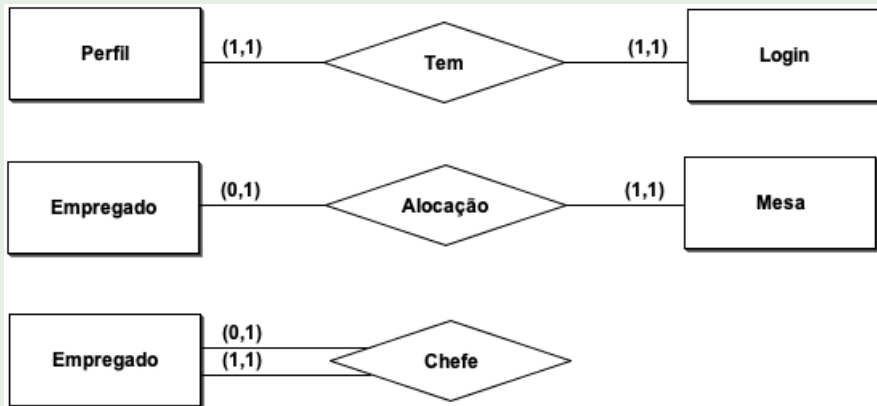 Perfil (1,1) Tem (1,1) Login
Empregado (0,1) Alocação (1,1) Mesa
Empregado (0,1) Chefe
(1,1)